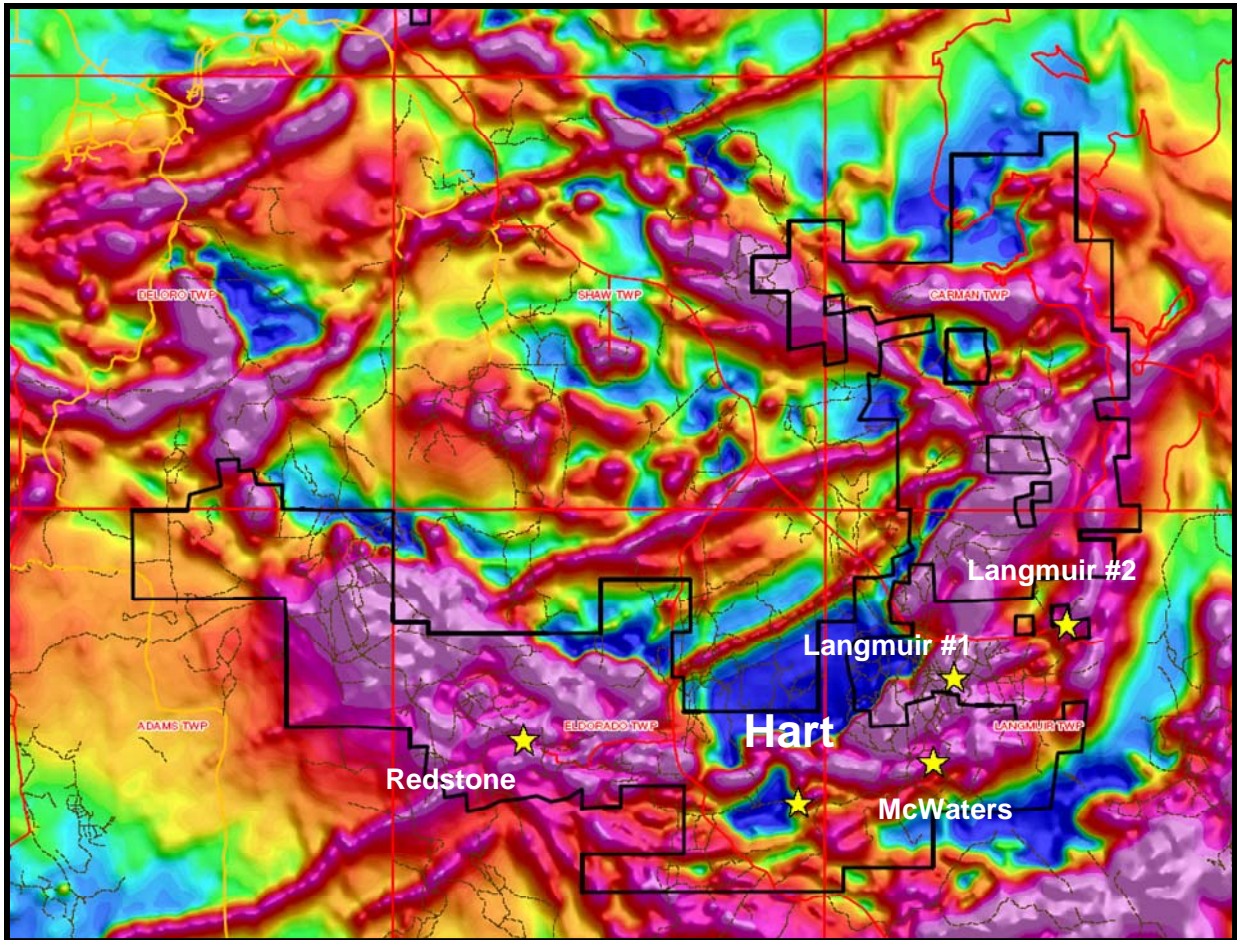 DELORO TWP
SHAW TWP
CARMAN TWP
Langmuir #2
Langmuir #1
ADAMS TWP
ELDORADO TWP
Hart
LANGMUIR TWP
Redstone
McWaters